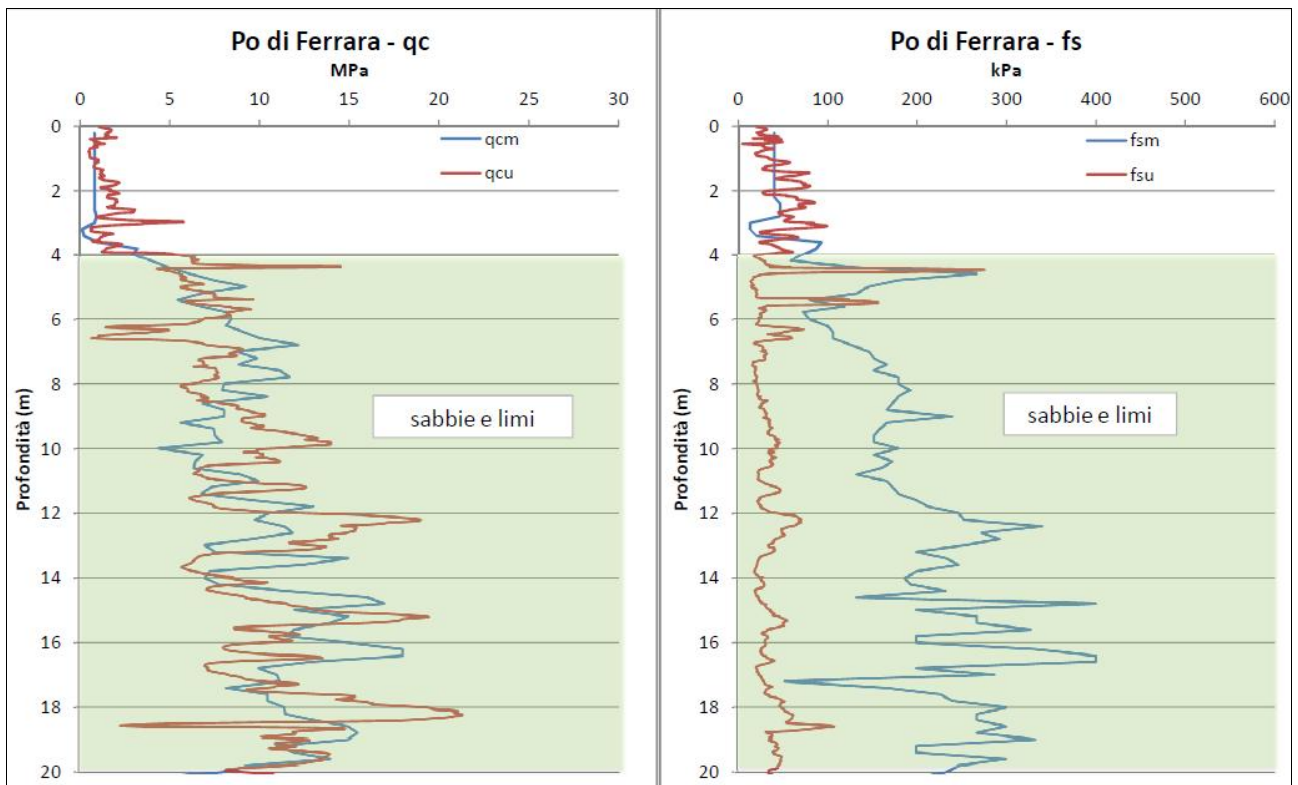 Po di Ferrara - qc
MPa
0 5 10 15 20 25 30
0
2
4
6
8
10
12
14
16
18
20
Profondità (m)
qcm
qcu
sabbie e limi
Po di Ferrara - fs
kPa
0 100 200 300 400 500 600
0
2
4
6
8
10
12
14
16
18
20
Profondità (m)
fsm
fsu
sabbie e limi